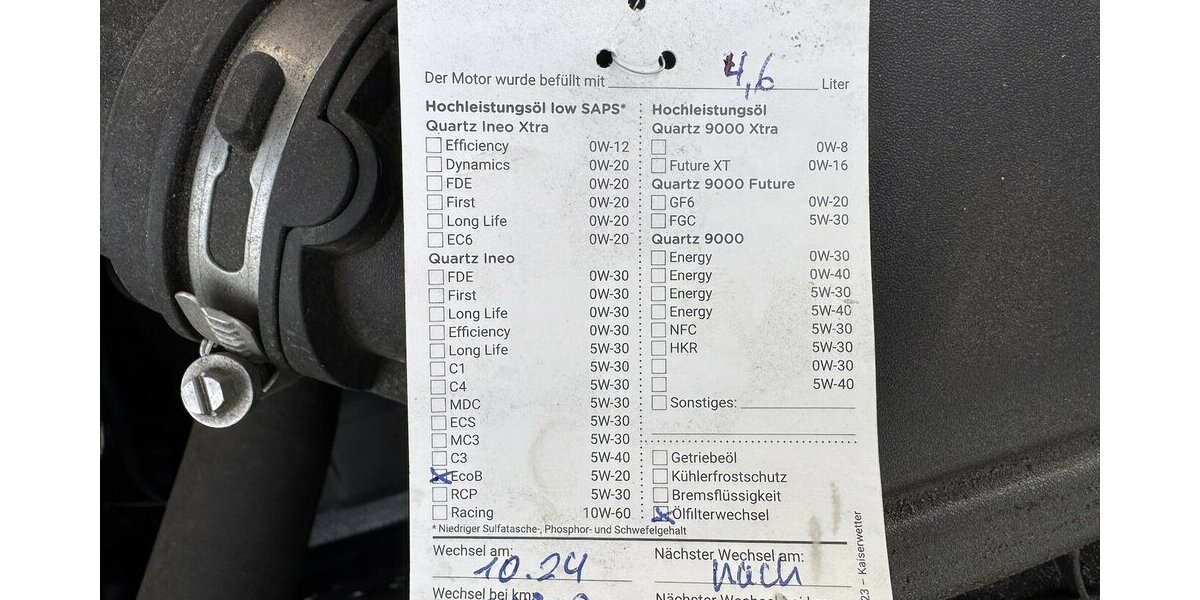 Der Motor wurde befüllt mit 4,6 Liter
Hochleistungsöl low SAPS*
Quartz Ineo Xtra
Efficiency 0W-12
Dynamics 0W-20
FDE 0W-20
First 0W-20
Long Life 0W-20
EC6 0W-20
Quartz Ineo
FDE 0W-30
First 0W-30
Long Life 0W-30
Efficiency 0W-30
Long Life 5W-30
C1 5W-30
C4 5W-30
MDC 5W-30
ECS 5W-30
MC3 5W-30
C3 5W-40
EcoB 5W-20
RCP 5W-30
Racing 10W-60
* Niedriger Sulfatasche-, Phosphor- und Schwefelgehalt
Hochleistungsöl
Quartz 9000 Xtra
0W-8
Future XT 0W-16
Quartz 9000 Future
GF6 0W-20
FGC 5W-30
Quartz 9000
Energy 0W-30
Energy 0W-40
Energy 5W-30
Energy 5W-40
NFC 5W-30
HKR 5W-30
0W-30
5W-40
Sonstiges:
Getriebeöl
Kühlerfrostschutz
Bremsflüssigkeit
Ölfilterwechsel
Wechsel am: 10.24
Nächster Wechsel am: nach
Wechsel bei km:
Nächster Wechsel bei
23 – Kaiserwetter